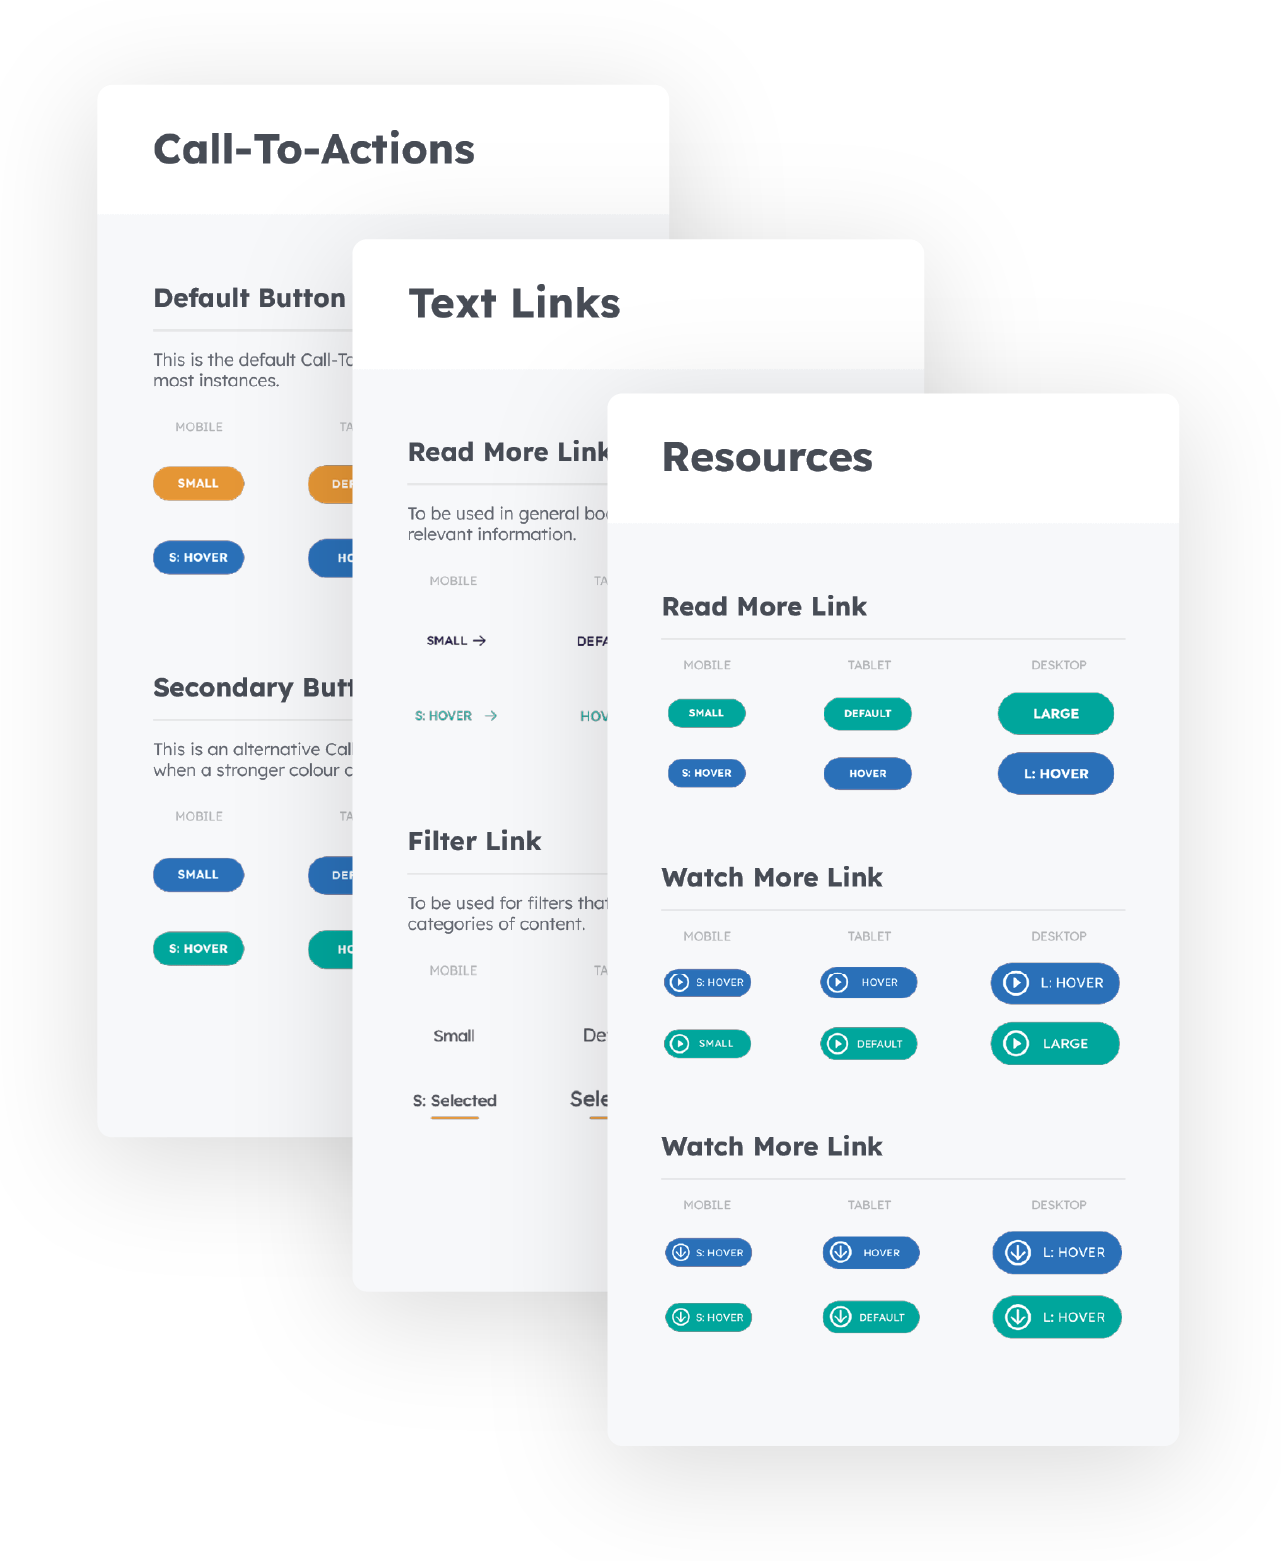 Call-To-Actions
Default Button
This is the default Call-To
most instances.
MOBILE TA
SMALL DEF
S: HOVER HO
Secondary Butt
This is an alternative Call
when a stronger colour c
MOBILE TA
SMALL DEF
S: HOVER HO
Text Links
Read More Link
To be used in general bod
relevant information.
MOBILE TA
SMALL → DEFA
S: HOVER → HOV
Filter Link
To be used for filters that
categories of content.
MOBILE TA
Small Def
S: Selected Sele
Resources
Read More Link
MOBILE TABLET DESKTOP
SMALL DEFAULT LARGE
S: HOVER HOVER L: HOVER
Watch More Link
MOBILE TABLET DESKTOP
S: HOVER HOVER L: HOVER
SMALL DEFAULT LARGE
Watch More Link
MOBILE TABLET DESKTOP
S: HOVER HOVER L: HOVER
S: HOVER DEFAULT L: HOVER